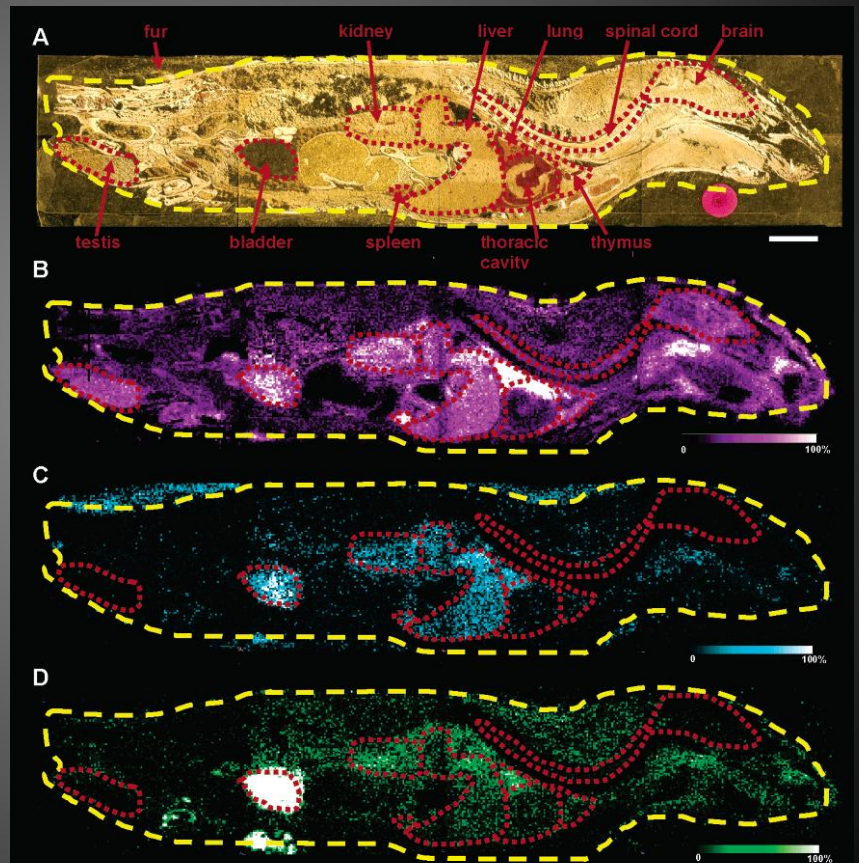 A
fur
kidney
liver
lung
spinal cord
brain
testis
bladder
spleen
thoracic
cavity
thymus
B
0
100%
C
0
100%
D
0
100%